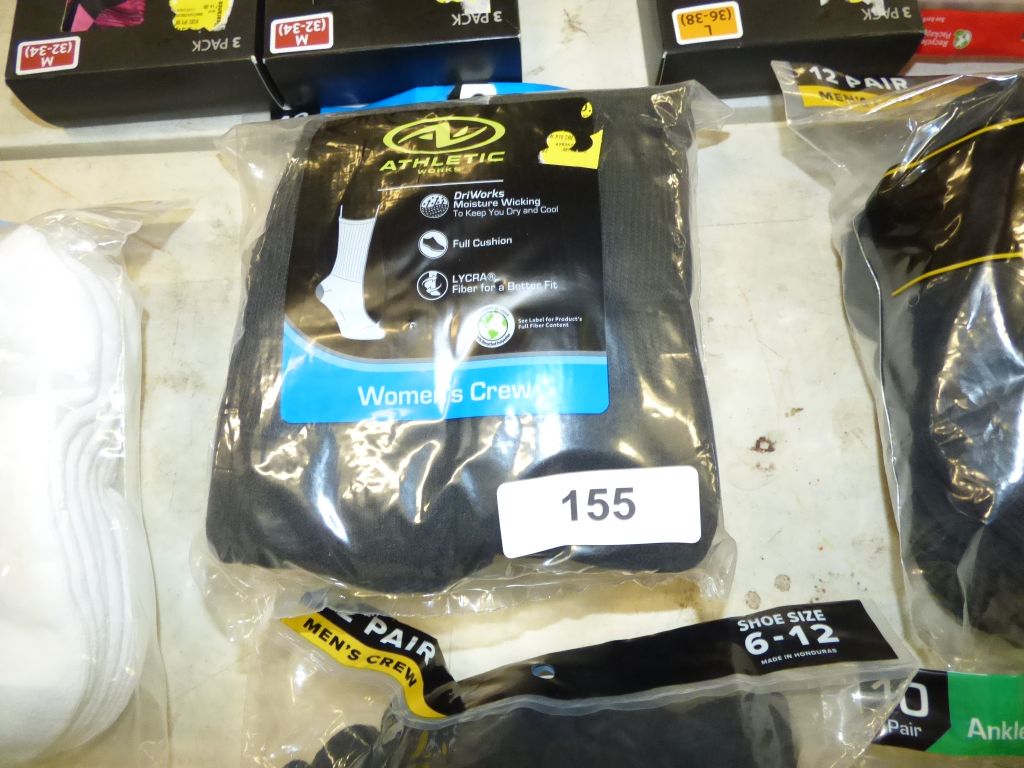 M
(32-34)
3 PACK
M
(32-34)
L
(36-38)
3 PACK
12 PAIR
MEN'S
ATHLETIC
WORKS
DriWorks
Moisture Wicking
To Keep You Dry and Cool
Full Cushion
LYCRA®
Fiber for a Better Fit
See Label for Product's
Full Fiber Content
Women's Crew
155
12 PAIR
MEN'S CREW
SHOE SIZE
6-12
MADE IN HONDURAS
10
Pair
Ankle